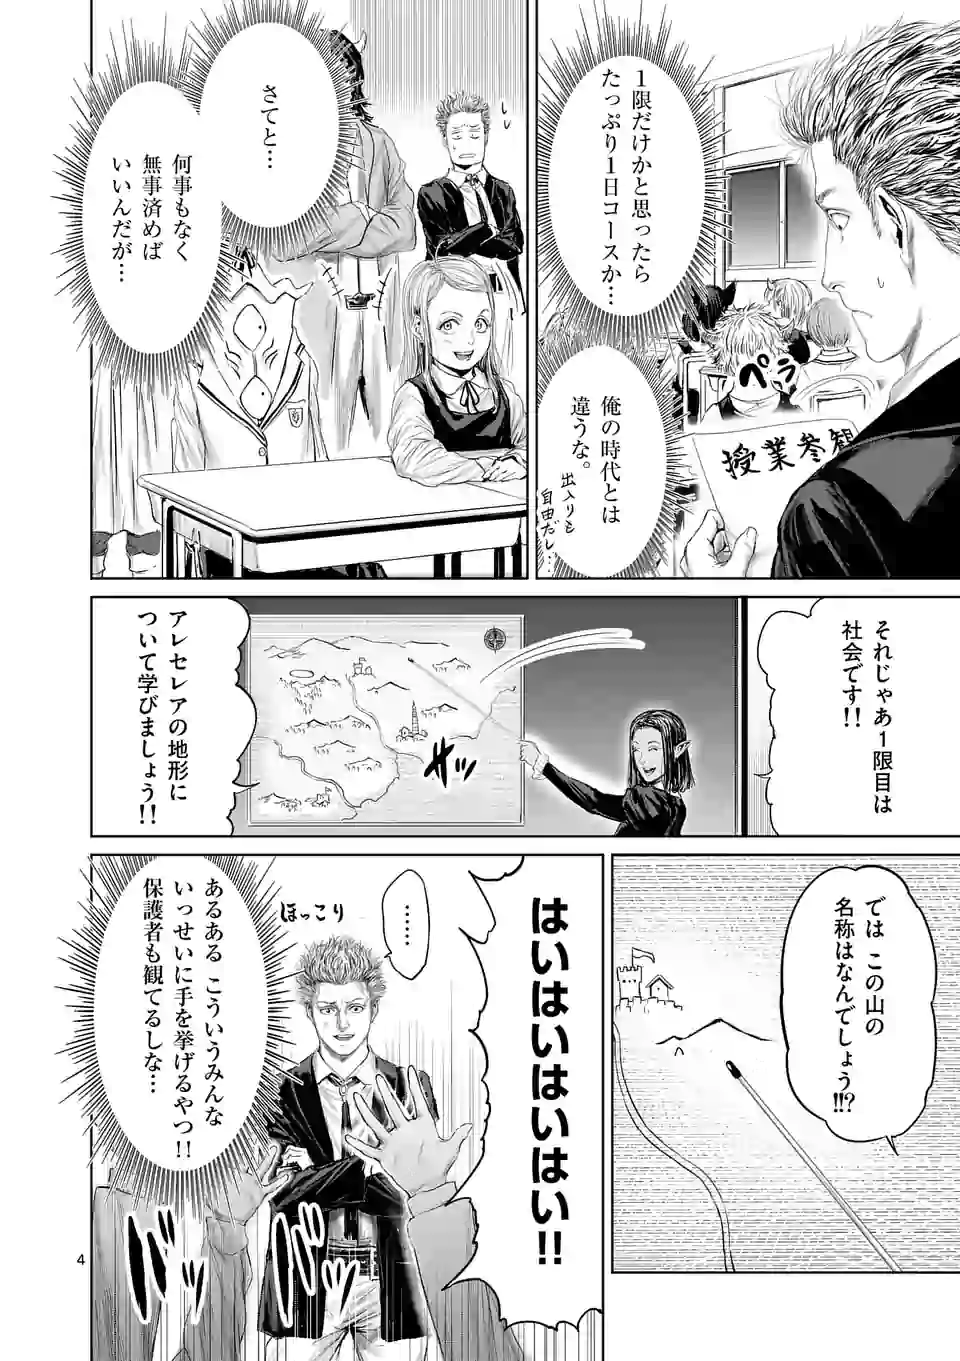 １限だけかと思ったら
たっぷり１日コースか…
ペラ
授業参観
俺の時代とは
違うな。
出入りも
自由だし…
さてと…
何事もなく
無事済めば
いいんだが…
それじゃあ１限目は
社会です!!
アレセレアの地形に
ついて学びましょう!!
では この山の
名称はなんでしょう!!?
はいはいはいはい!!
……
ほっこり
あるある こういうみんな
いっせいに手を挙げるやつ!!
保護者も観てるしな…
4